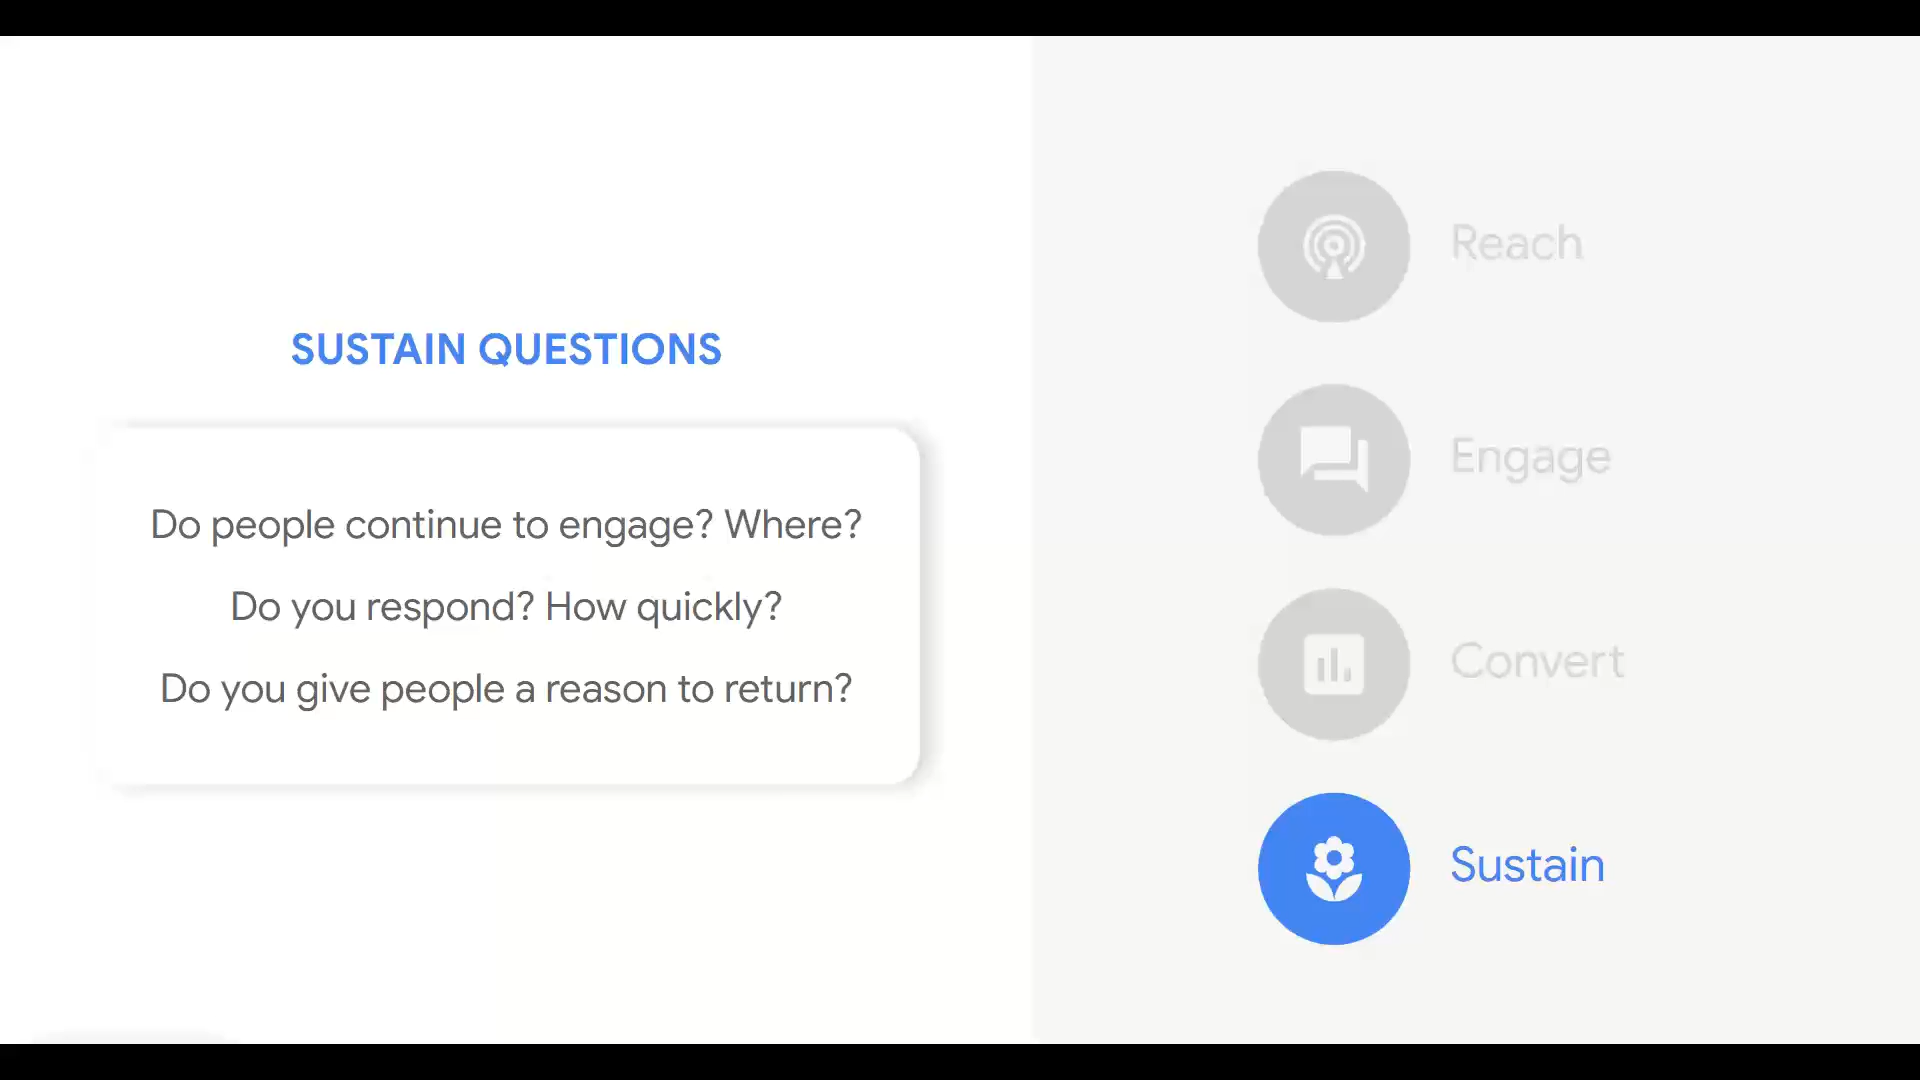 SUSTAIN QUESTIONS
Do people continue to engage? Where?
Do you respond? How quickly?
Do you give people a reason to return?
Reach
Engage
Convert
Sustain